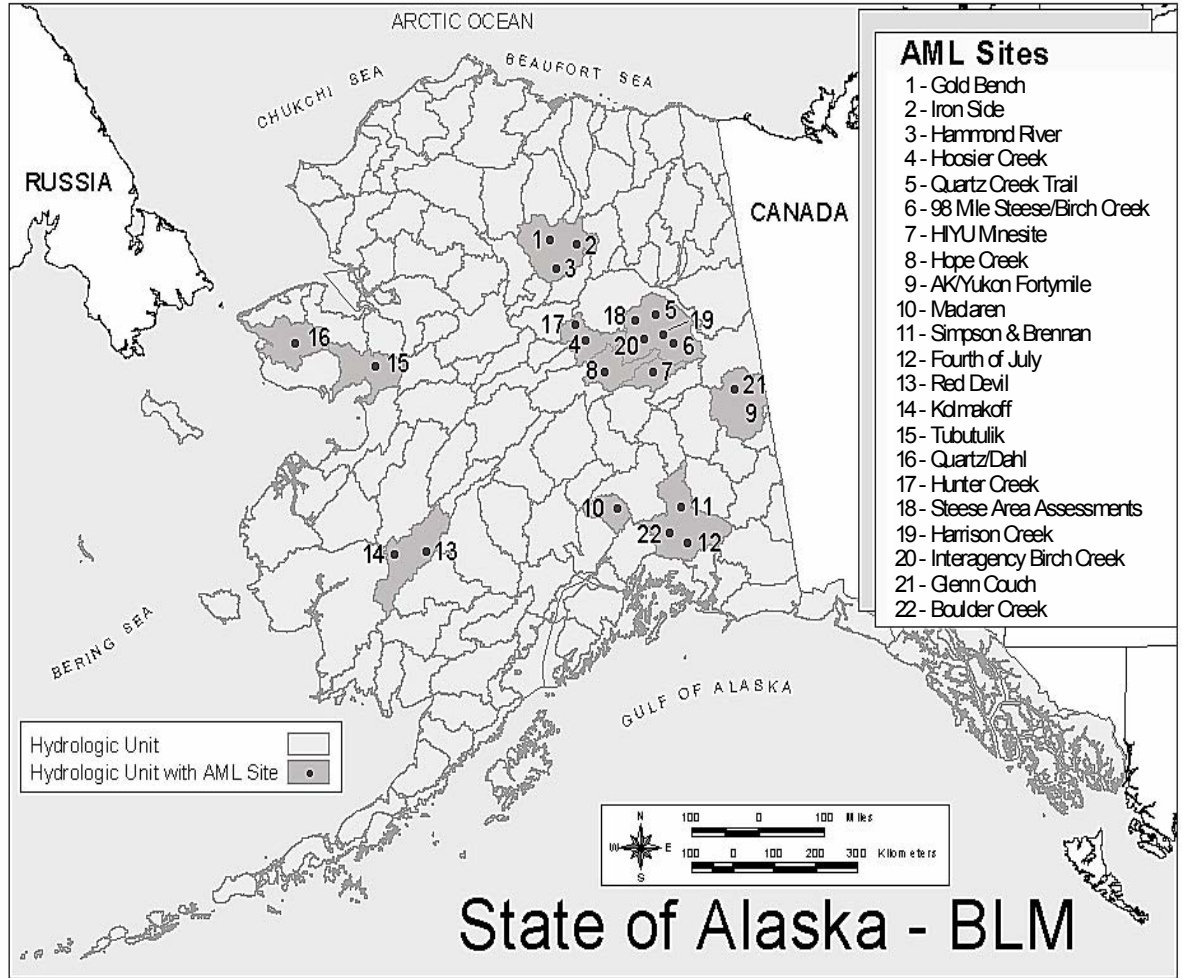 ARCTIC OCEAN
BEAUFORT SEA
CHUKCHI SEA
RUSSIA
CANADA
AML Sites
1 - Gold Bench
2 - Iron Side
3 - Hammond River
4 - Hoosier Creek
5 - Quartz Creek Trail
6 - 98 Mile Steese/Birch Creek
7 - HIYU Minesite
8 - Hope Creek
9 - AK/Yukon Fortymile
10 - Maclaren
11 - Simpson & Brennan
12 - Fourth of July
13 - Red Devil
14 - Kolmakoff
15 - Tubutulik
16 - Quartz/Dahl
17 - Hunter Creek
18 - Steese Area Assessments
19 - Harrison Creek
20 - Interagency Birch Creek
21 - Glenn Couch
22 - Boulder Creek
1
2
3
17
18
5
19
4
20
6
16
15
8
7
21
9
10
11
22
12
14
13
BERING SEA
GULF OF ALASKA
Hydrologic Unit
Hydrologic Unit with AML Site
N
W
E
S
100 0 100 Miles
100 0 100 200 300 Kilometers
State of Alaska - BLM